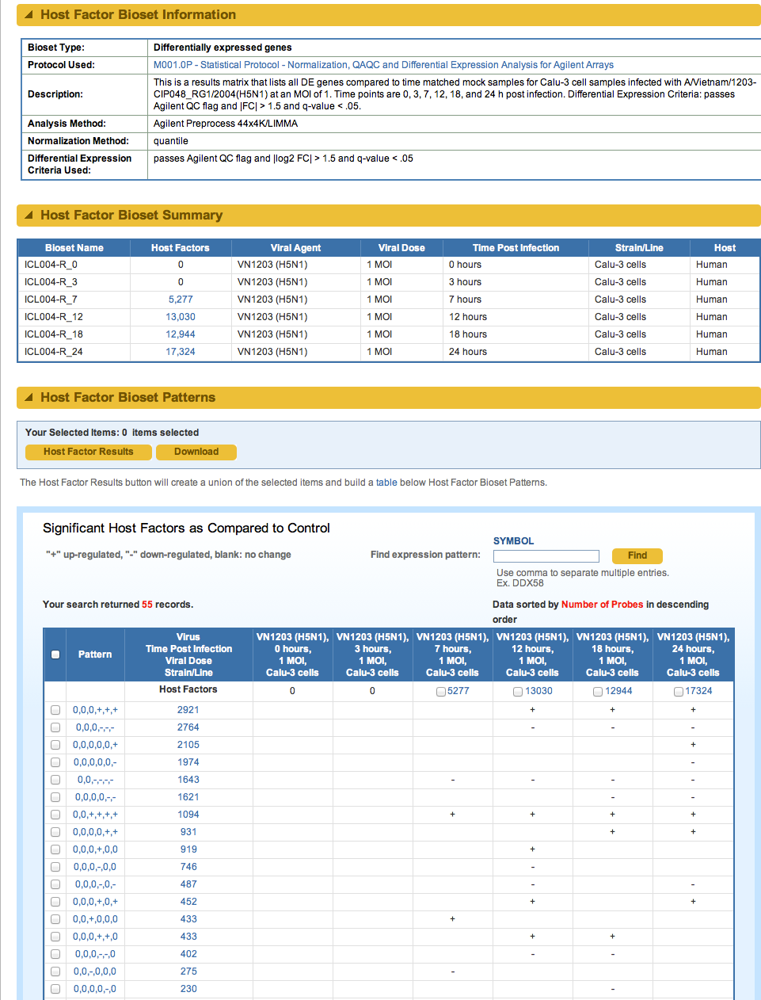 Host Factor Bioset Information
Bioset Type: Differentially expressed genes
Protocol Used: M001.0P - Statistical Protocol - Normalization, QAQC and Differential Expression Analysis for Agilent Arrays
Description: This is a results matrix that lists all DE genes compared to time matched mock samples for Calu-3 cell samples infected with A/Vietnam/1203-
CIP048_RG1/2004(H5N1) at an MOI of 1. Time points are 0, 3, 7, 12, 18, and 24 h post infection. Differential Expression Criteria: passes
Agilent QC flag and |FC| > 1.5 and q-value < .05.
Analysis Method: Agilent Preprocess 44x4K/LIMMA
Normalization Method: quantile
Differential Expression Criteria Used: passes Agilent QC flag and |log2 FC| > 1.5 and q-value < .05
Host Factor Bioset Summary
Bioset Name Host Factors Viral Agent Viral Dose Time Post Infection Strain/Line Host
ICL004-R_0 0 VN1203 (H5N1) 1 MOI 0 hours Calu-3 cells Human
ICL004-R_3 0 VN1203 (H5N1) 1 MOI 3 hours Calu-3 cells Human
ICL004-R_7 5,277 VN1203 (H5N1) 1 MOI 7 hours Calu-3 cells Human
ICL004-R_12 13,030 VN1203 (H5N1) 1 MOI 12 hours Calu-3 cells Human
ICL004-R_18 12,944 VN1203 (H5N1) 1 MOI 18 hours Calu-3 cells Human
ICL004-R_24 17,324 VN1203 (H5N1) 1 MOI 24 hours Calu-3 cells Human
Host Factor Bioset Patterns
Your Selected Items: 0 items selected
Host Factor Results Download
The Host Factor Results button will create a union of the selected items and build a table below Host Factor Bioset Patterns.
Significant Host Factors as Compared to Control
SYMBOL
"+" up-regulated, "-" down-regulated, blank: no change Find expression pattern: Find
Use comma to separate multiple entries.
Ex. DDX58
Your search returned 55 records. Data sorted by Number of Probes in descending
order
Virus VN1203 (H5N1), VN1203 (H5N1), VN1203 (H5N1), VN1203 (H5N1), VN1203 (H5N1), VN1203 (H5N1),
Pattern Time Post Infection 0 hours, 3 hours, 7 hours, 12 hours, 18 hours, 24 hours,
Viral Dose 1 MOI, 1 MOI, 1 MOI, 1 MOI, 1 MOI, 1 MOI,
Strain/Line Calu-3 cells Calu-3 cells Calu-3 cells Calu-3 cells Calu-3 cells Calu-3 cells
Host Factors 0 0 5277 13030 12944 17324
0,0,0,+,+,+ 2921 + + +
0,0,0,-,-,- 2764 - - -
0,0,0,0,0,+ 2105 +
0,0,0,0,0,- 1974 -
0,0,-,-,-,- 1643 - - - -
0,0,0,0,-,- 1621 - -
0,0,+,+,+,+ 1094 + + + +
0,0,0,0,+,+ 931 + +
0,0,0,+,0,0 919 +
0,0,0,-,0,0 746 -
0,0,0,-,0,- 487 - -
0,0,0,+,0,+ 452 + +
0,0,+,0,0,0 433 +
0,0,0,+,+,0 433 + +
0,0,0,-,-,0 402 - -
0,0,-,0,0,0 275 -
0,0,0,0,-,0 230 -